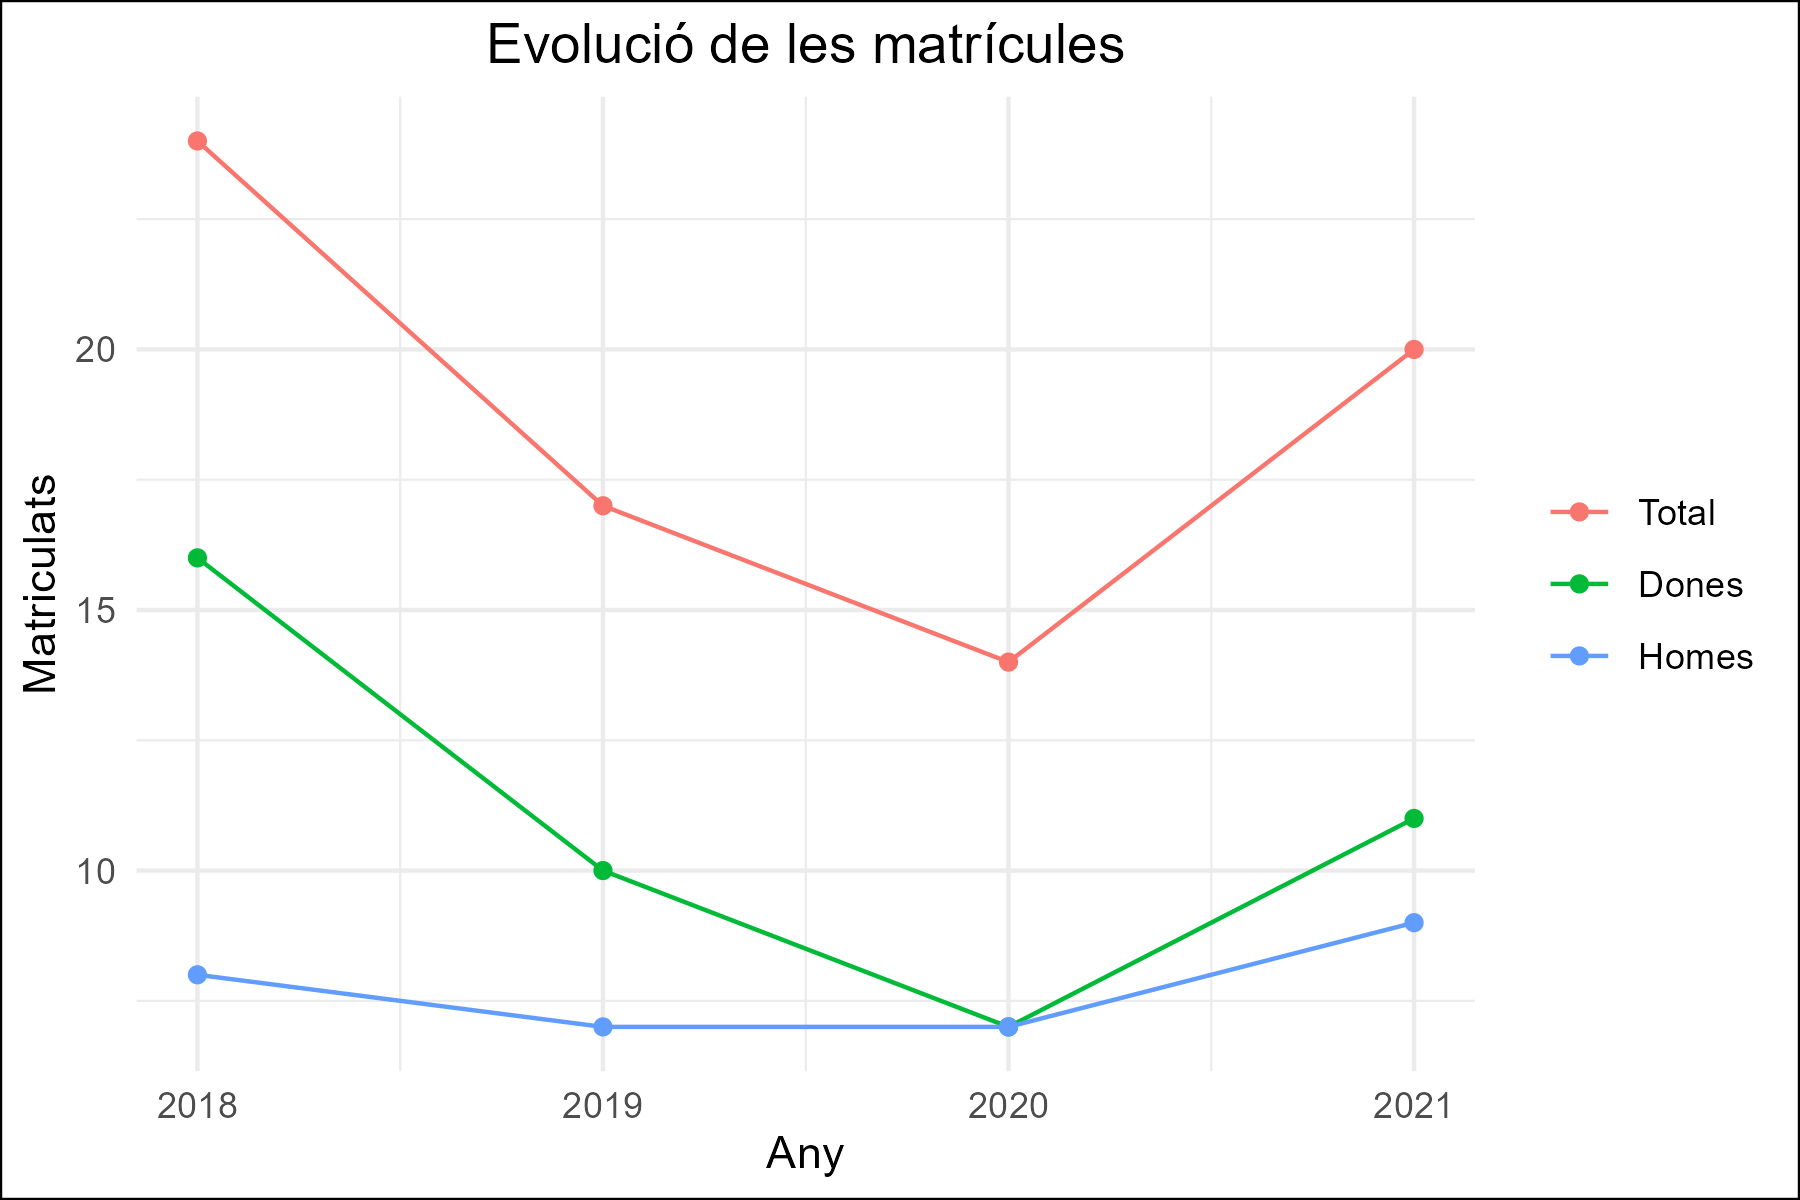 Evolució de les matrícules
Matriculats
20
15
10
2018
2019
2020
2021
Any
Total
Dones
Homes